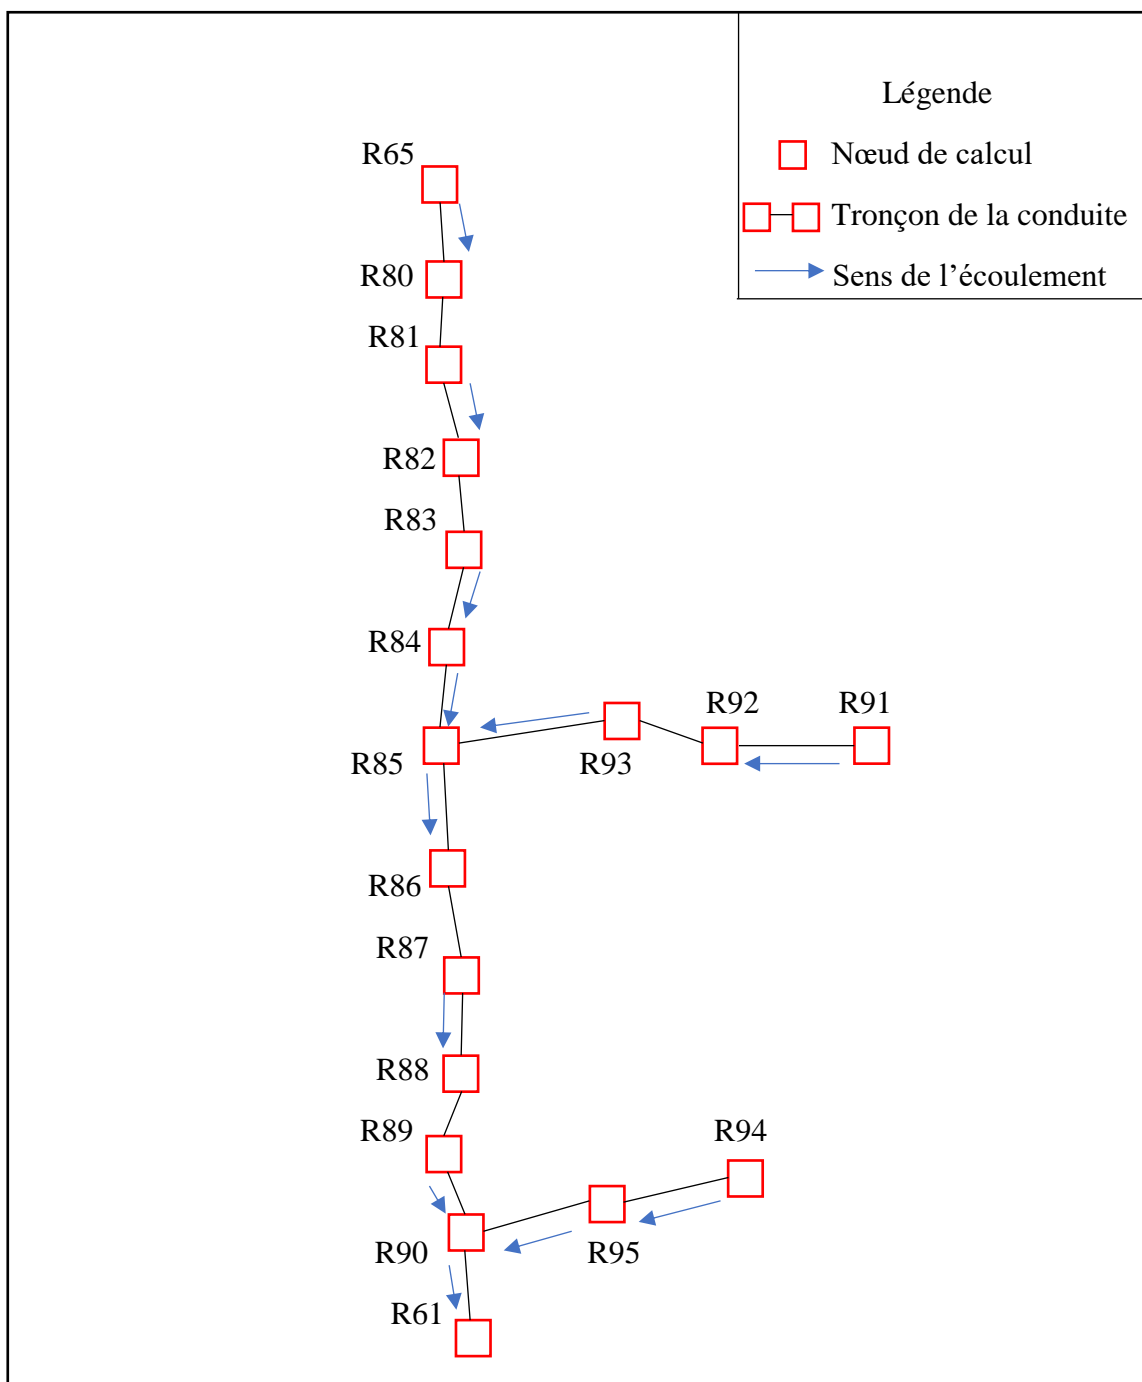 Légende
Nœud de calcul
Tronçon de la conduite
Sens de l’écoulement
R65
R80
R81
R82
R83
R84
R92
R91
R85
R93
R86
R87
R88
R89
R94
R90
R95
R61